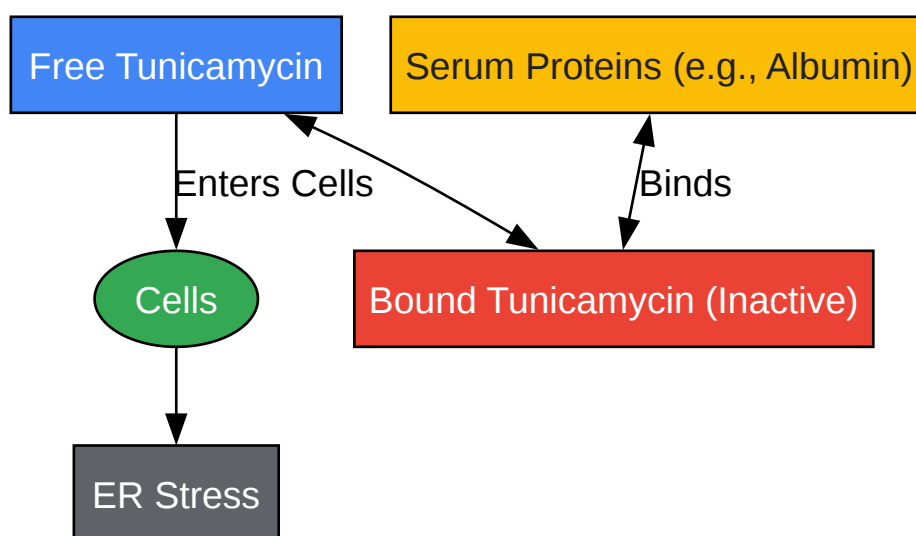 Free Tunicamycin
Serum Proteins (e.g., Albumin)
Enters Cells
Binds
Cells
Bound Tunicamycin (Inactive)
ER Stress